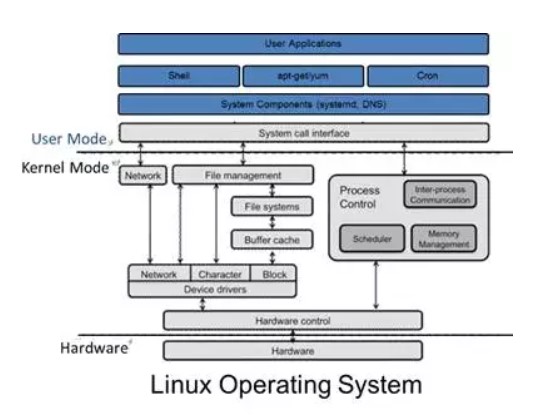 User Applications
Shell
apt-get/yum
Cron
System Components (systemd, DNS)
System call interface
User Mode
Kernel Mode
Network
File management
File systems
Buffer cache
Process
Control
Inter-process
Communication
Scheduler
Memory
Management
Network
Character
Block
Device drivers
Hardware control
Hardware
Hardware
Linux Operating System